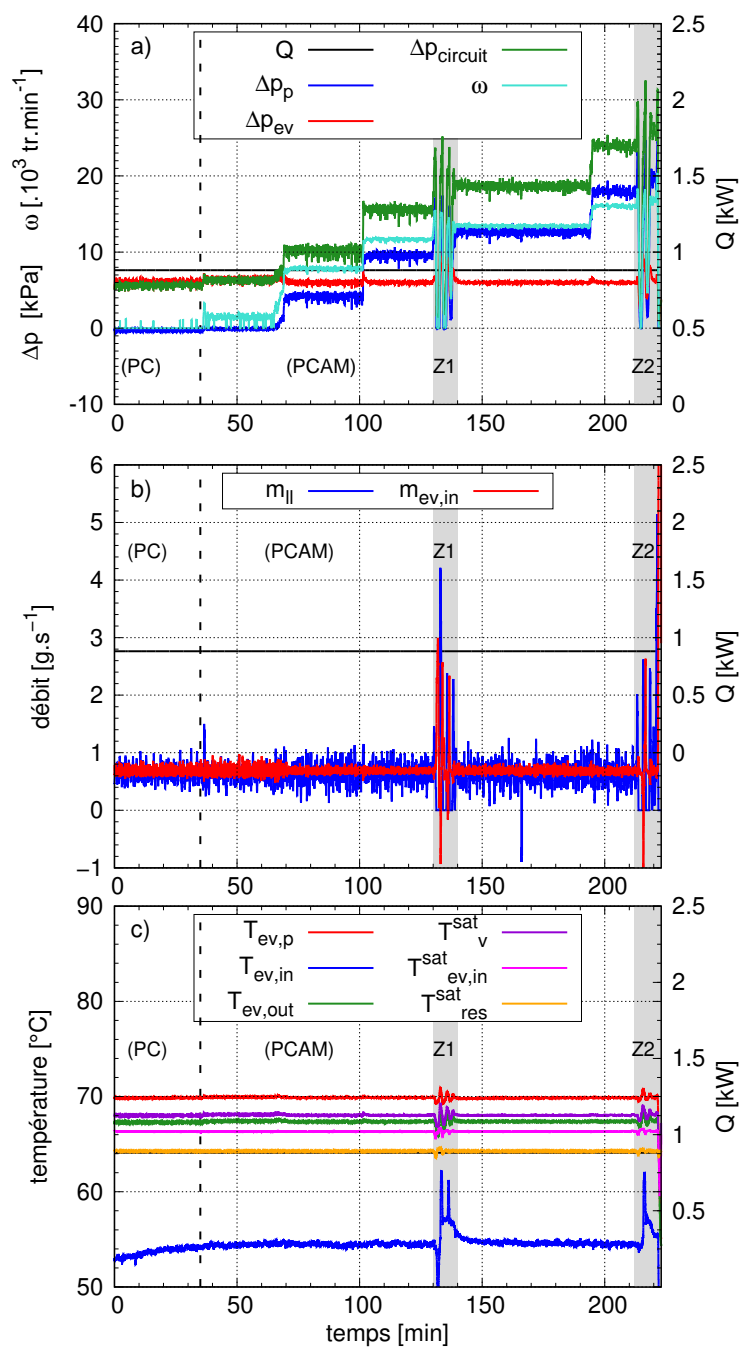 a)
Q
Δp_p
Δp_ev
Δp_circuit
ω
40
30
20
10
0
-10
2.5
2
1.5
1
0.5
0
Δp [kPa] ω [.10³ tr.min⁻¹]
Q [kW]
(PC)
(PCAM)
Z1
Z2
0 50 100 150 200
b)
m_ll
m_ev,in
6
5
4
3
2
1
0
−1
2.5
2
1.5
1
0.5
0
débit [g.s⁻¹]
Q [kW]
(PC)
(PCAM)
Z1
Z2
0 50 100 150 200
c)
T_ev,p
T_ev,in
T_ev,out
T^sat_v
T^sat_ev,in
T^sat_res
90
80
70
60
50
2.5
2
1.5
1
0.5
température [°C]
Q [kW]
(PC)
(PCAM)
Z1
Z2
0 50 100 150 200
temps [min]